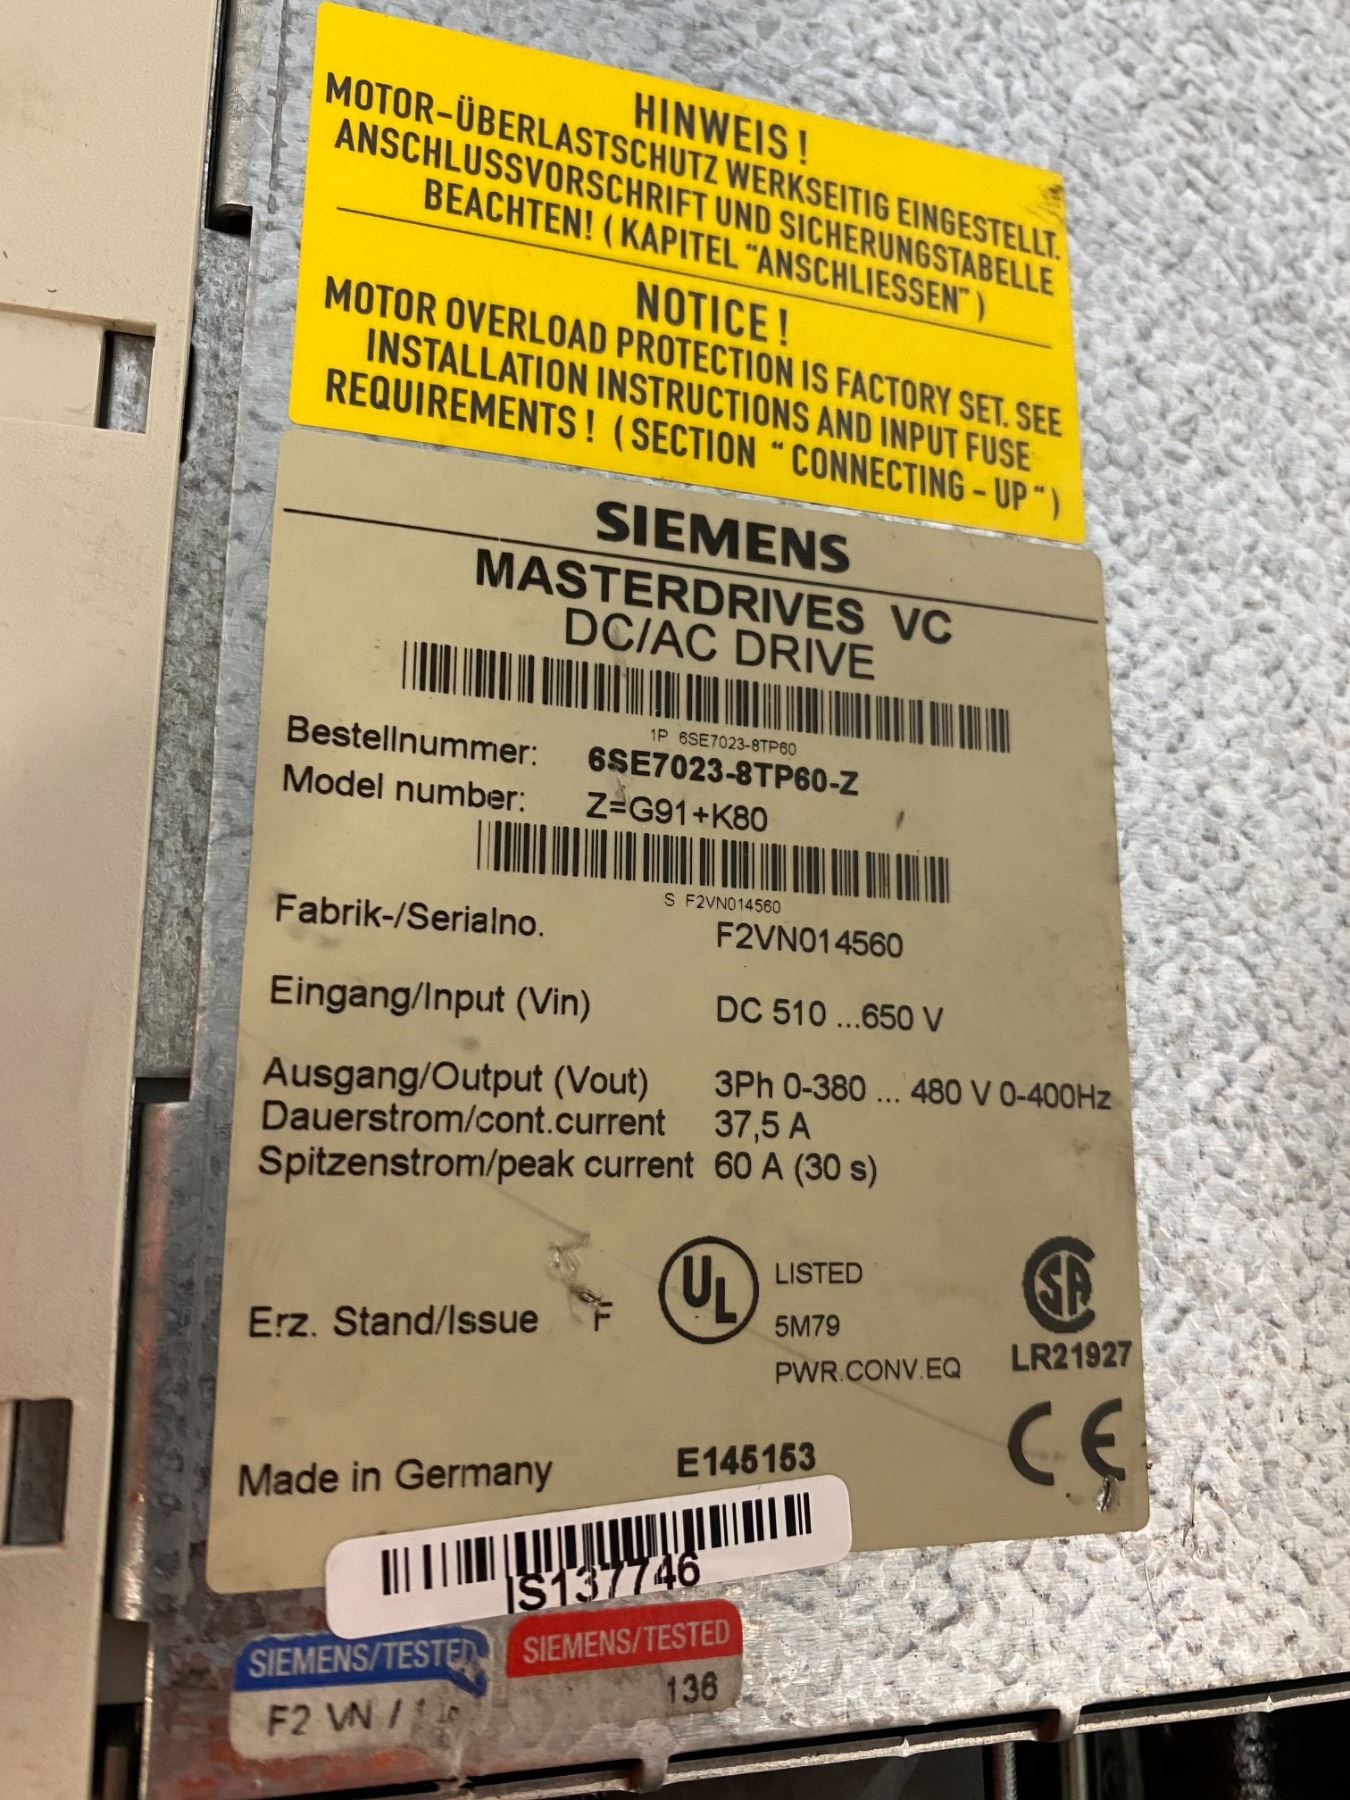 HINWEIS !
MOTOR-ÜBERLASTSCHUTZ WERKSEITIG EINGESTELLT.
ANSCHLUSSVORSCHRIFT UND SICHERUNGSTABELLE
BEACHTEN! ( KAPITEL "ANSCHLIESSEN" )
NOTICE !
MOTOR OVERLOAD PROTECTION IS FACTORY SET. SEE
INSTALLATION INSTRUCTIONS AND INPUT FUSE
REQUIREMENTS ! ( SECTION " CONNECTING - UP " )
SIEMENS
MASTERDRIVES VC
DC/AC DRIVE
1P 6SE7023-8TP60
Bestellnummer: 6SE7023-8TP60-Z
Model number: Z=G91+K80
S F2VN014560
Fabrik-/Serialno. F2VN014560
Eingang/Input (Vin) DC 510 ...650 V
Ausgang/Output (Vout) 3Ph 0-380 ... 480 V 0-400Hz
Dauerstrom/cont.current 37,5 A
Spitzenstrom/peak current 60 A (30 s)
Erz. Stand/Issue F
UL LISTED
5M79
PWR.CONV.EQ
SA
LR21927
CE
Made in Germany E145153
IS137746
SIEMENS/TESTED
F2 VN /
SIEMENS/TESTED
136